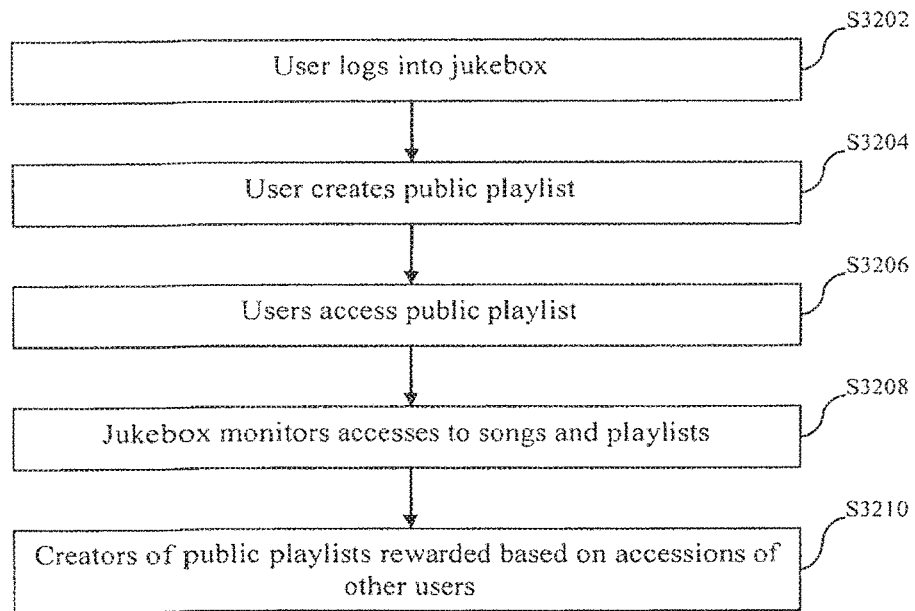 S3202
User logs into jukebox
S3204
User creates public playlist
S3206
Users access public playlist
S3208
Jukebox monitors accesses to songs and playlists
S3210
Creators of public playlists rewarded based on accessions of
other users